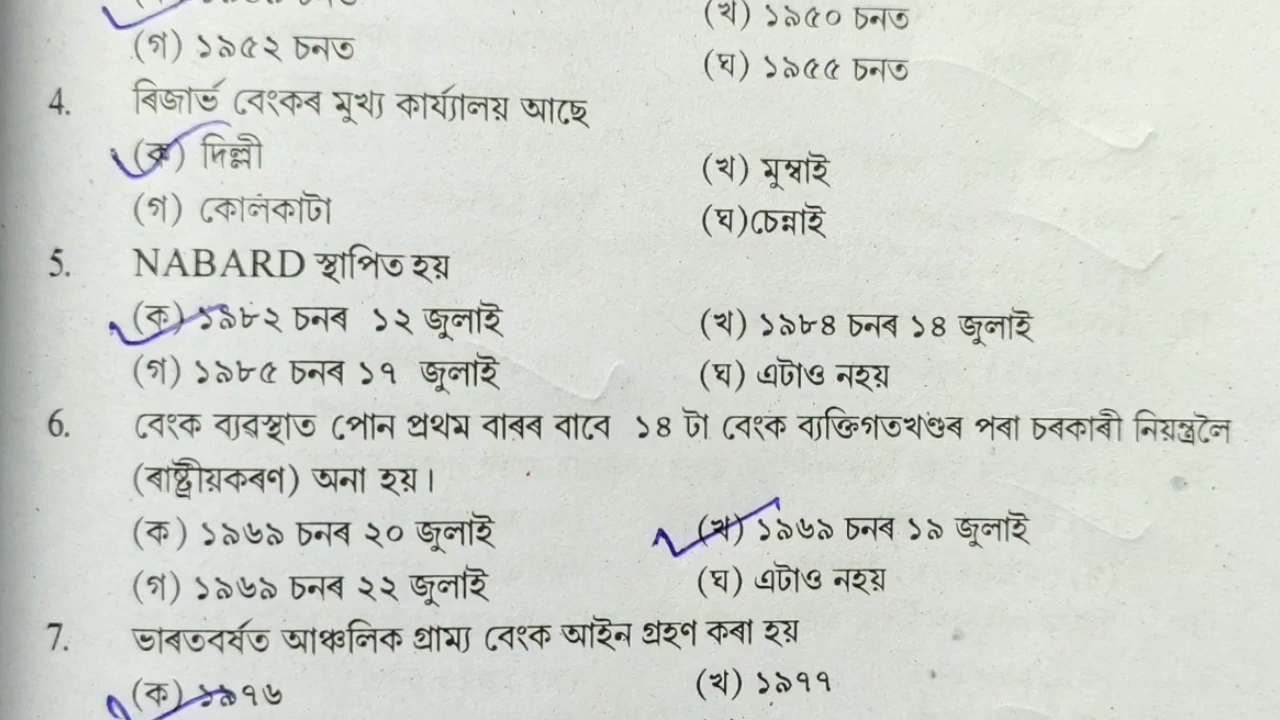 (খ) ১৯৫০ চনত
(গ) ১৯৫২ চনত
(ঘ) ১৯৫৫ চনত
4. ৰিজাৰ্ভ বেংকৰ মুখ্য কাৰ্য্যালয় আছে
(ক) দিল্লী
(খ) মুম্বাই
(গ) কোলকাটা
(ঘ)চেন্নাই
5. NABARD স্থাপিত হয়
(ক) ১৯৮২ চনৰ ১২ জুলাই
(খ) ১৯৮৪ চনৰ ১৪ জুলাই
(গ) ১৯৮৫ চনৰ ১৭ জুলাই
(ঘ) এটাও নহয়
6. বেংক ব্যৱস্থাত পোন প্ৰথম বাৰৰ বাবে ১৪ টা বেংক ব্যক্তিগতখণ্ডৰ পৰা চৰকাৰী নিয়ন্ত্ৰলৈ
(ৰাষ্ট্ৰীয়কৰণ) অনা হয়।
(ক) ১৯৬৯ চনৰ ২০ জুলাই
(খ) ১৯৬৯ চনৰ ১৯ জুলাই
(গ) ১৯৬৯ চনৰ ২২ জুলাই
(ঘ) এটাও নহয়
7. ভাৰতবৰ্ষত আঞ্চলিক গ্ৰাম্য বেংক আইন গ্ৰহণ কৰা হয়
(ক) ১৯৭৬
(খ) ১৯৭৭